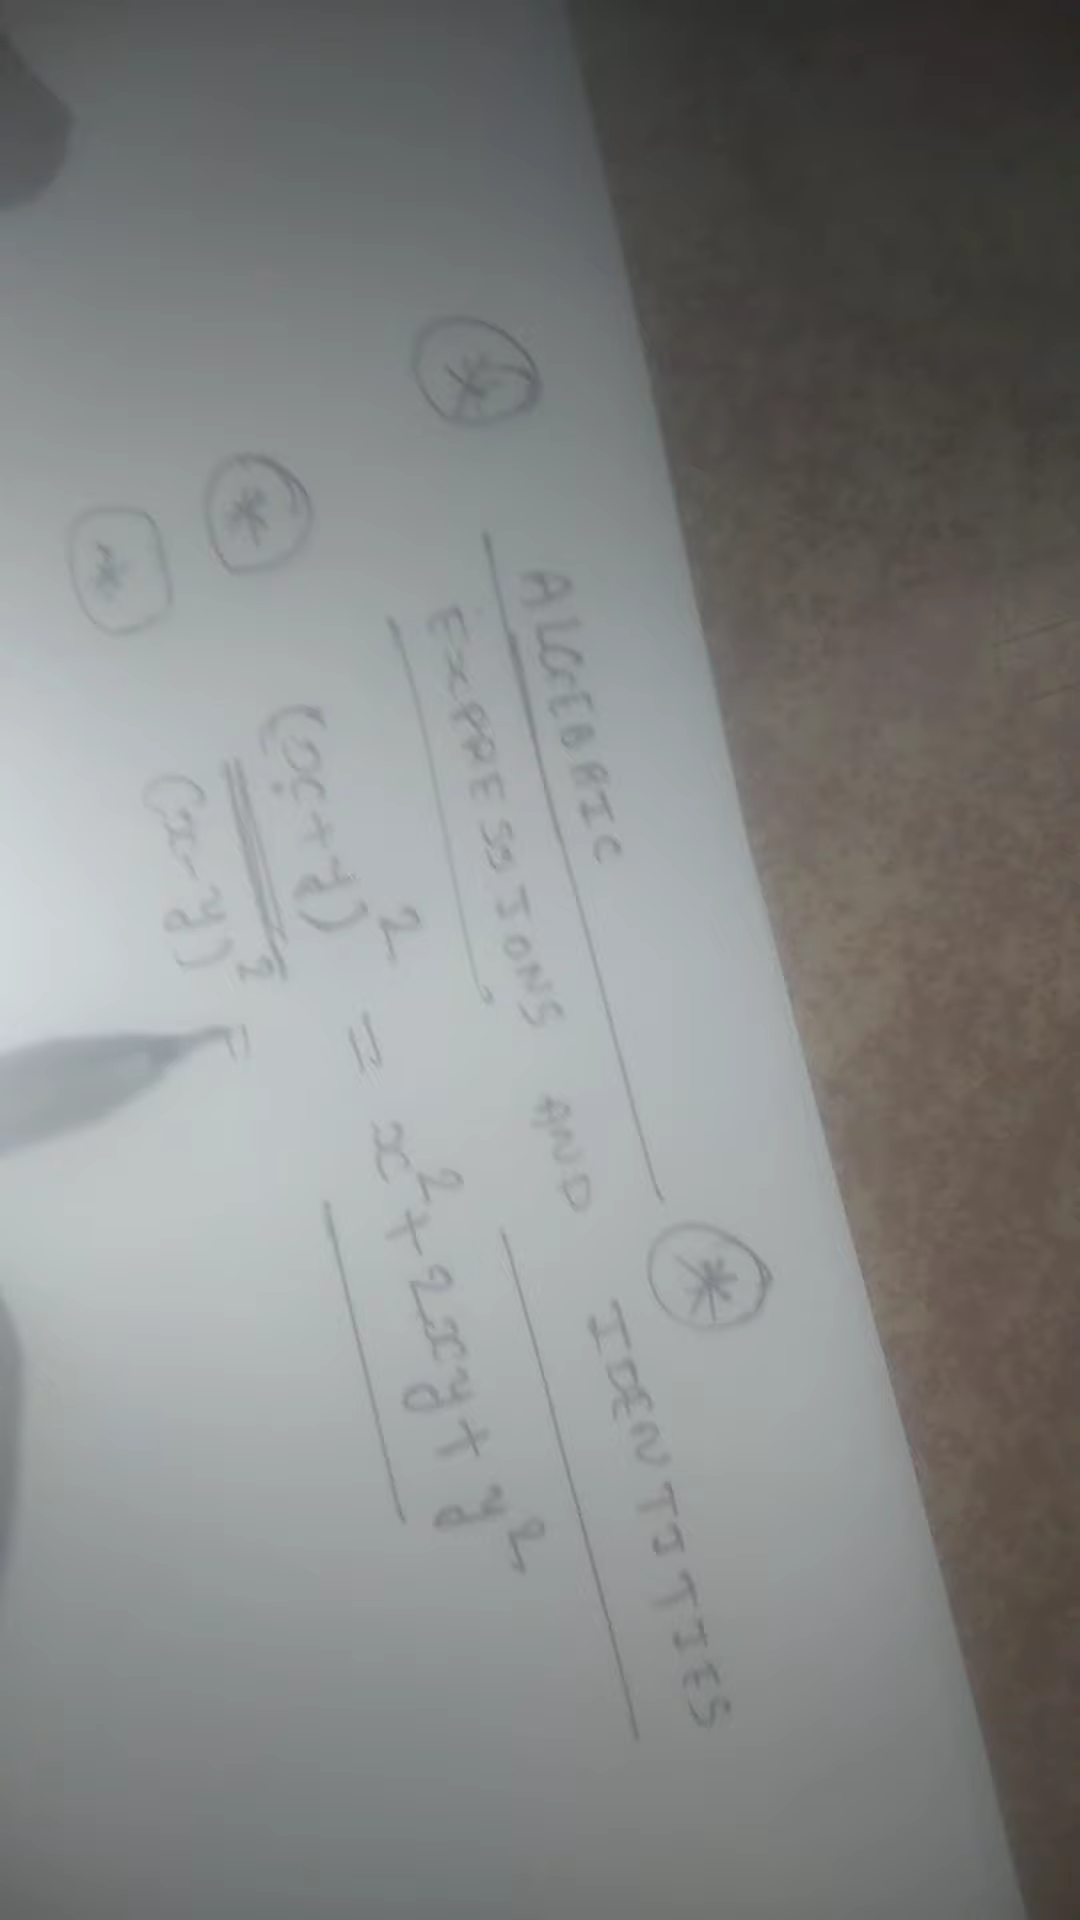 * ALGEBRAIC *
EXPRESSIONS AND IDENTITIES
* (x+y)² = x²+2xy+y²
* (x-y)² =